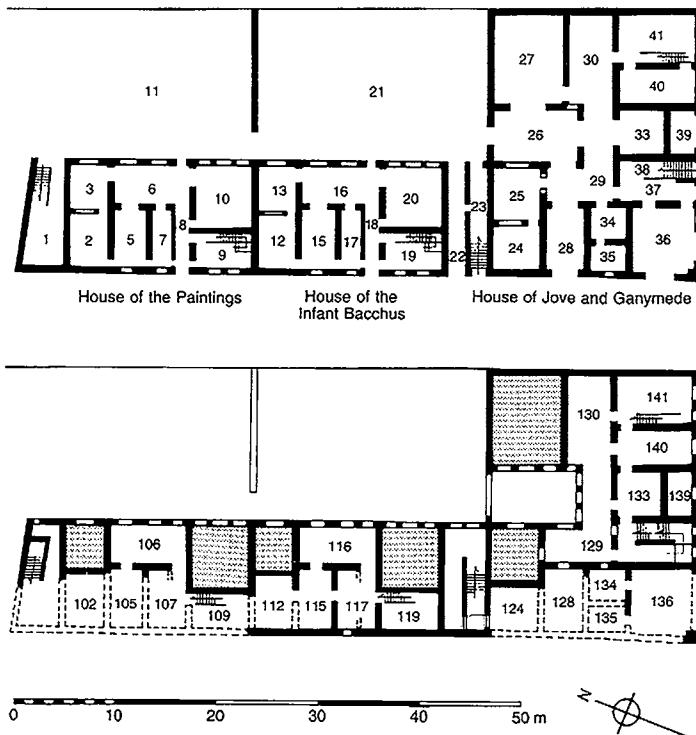 27 30 41
11 21 40
26 33 39
3 6 10 13 16 20 25 29 38
37
1 8 18 23 34
2 5 7 9 12 15 17 19 22 24 28 35 36
House of the Paintings
House of the
Infant Bacchus
House of Jove and Ganymede
130 141
140
133 139
106 116 129
102 105 107 109 112 115 117 119 124 128 134 136
135
0 10 20 30 40 50 m
N